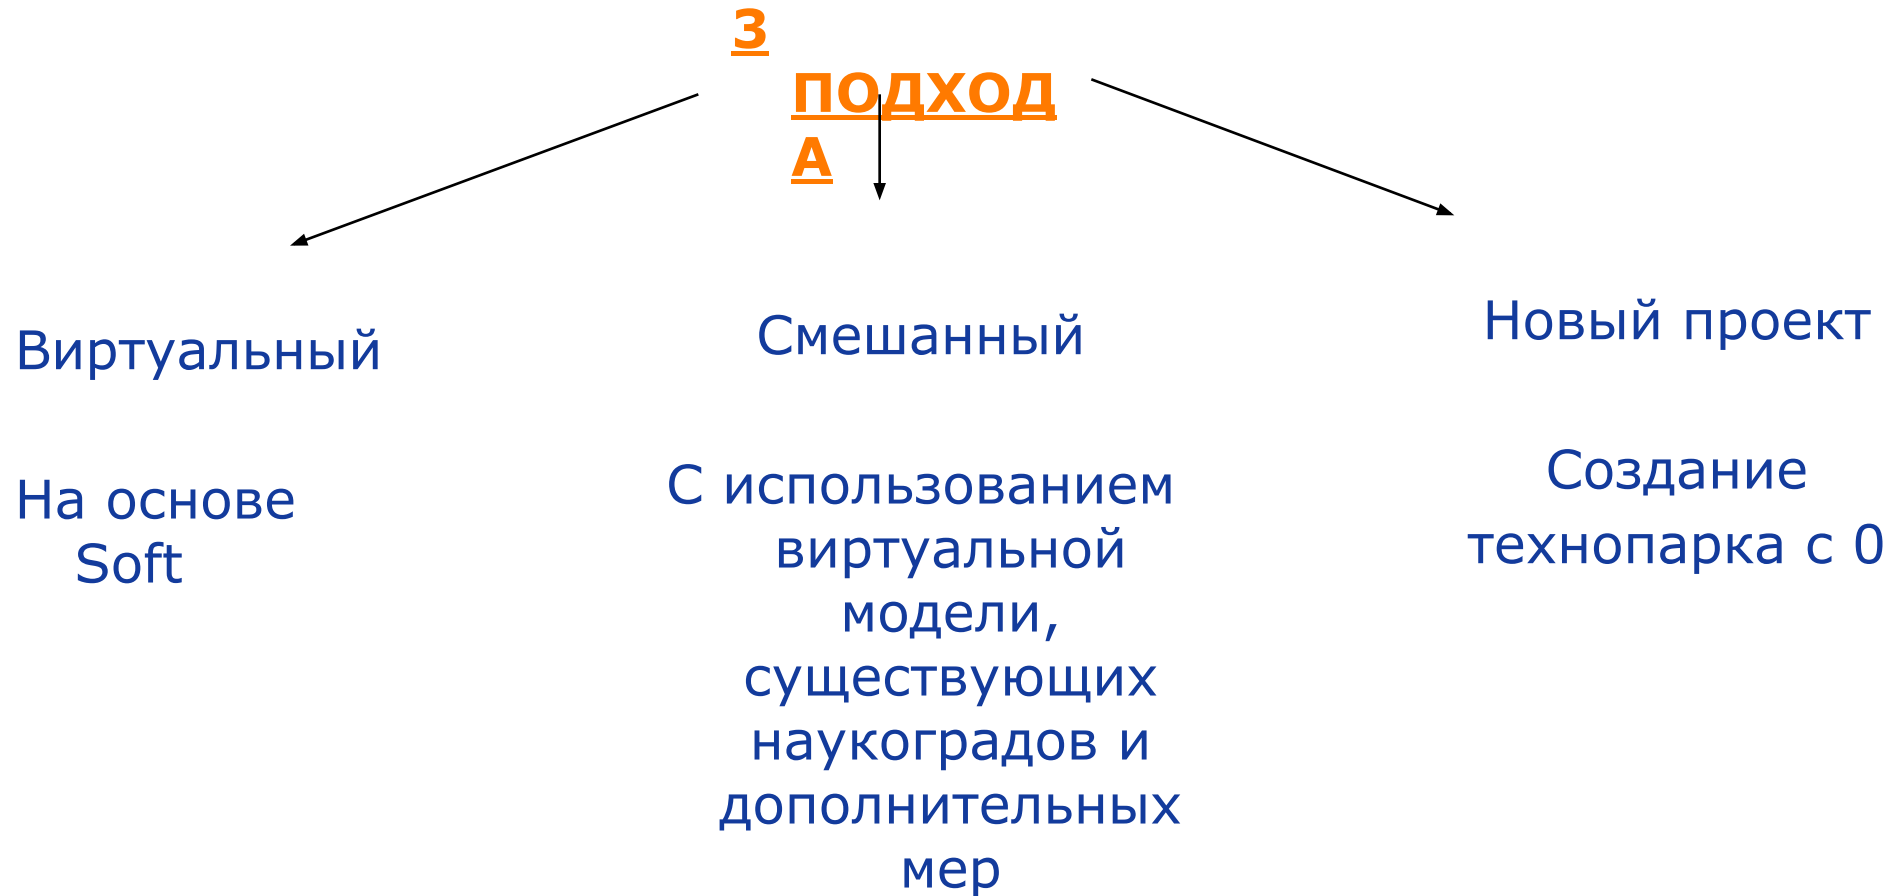 3
ПОДХОД
А
Виртуальный
На основе
Soft
Смешанный
С использованием
виртуальной
модели,
существующих
наукоградов и
дополнительных
мер
Новый проект
Создание
технопарка с 0